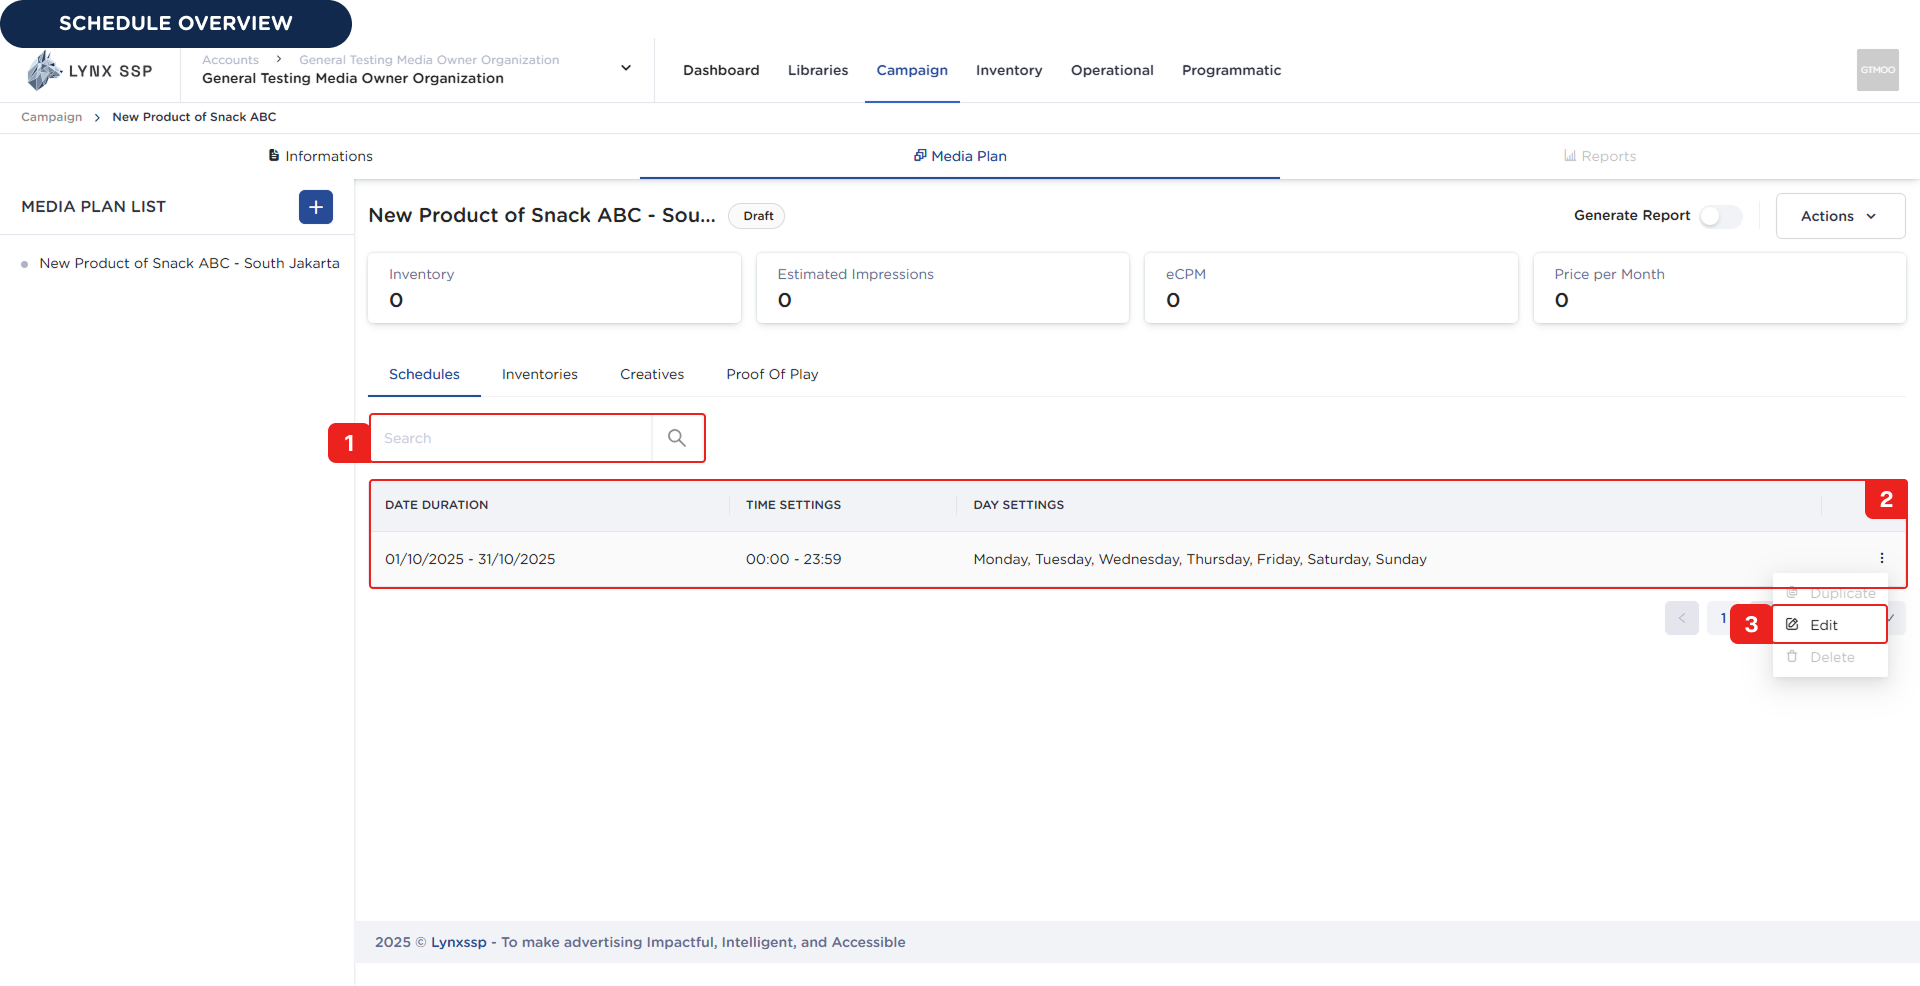 SCHEDULE OVERVIEW
LYNX SSP
Accounts > General Testing Media Owner Organization
General Testing Media Owner Organization
Dashboard Libraries Campaign Inventory Operational Programmatic
GTMOO
Campaign > New Product of Snack ABC
Informations
Media Plan
Reports
MEDIA PLAN LIST
+
New Product of Snack ABC - South Jakarta
New Product of Snack ABC - Sou...
Draft
Generate Report
Actions
Inventory
0
Estimated Impressions
0
eCPM
0
Price per Month
0
Schedules Inventories Creatives Proof Of Play
1
Search
2
DATE DURATION TIME SETTINGS DAY SETTINGS
01/10/2025 - 31/10/2025 00:00 - 23:59 Monday, Tuesday, Wednesday, Thursday, Friday, Saturday, Sunday
Duplicate
< 1
3
Edit
Delete
2025 © Lynxssp - To make advertising Impactful, Intelligent, and Accessible